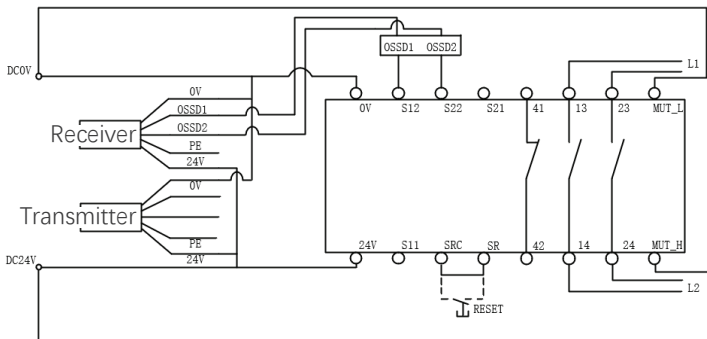 DC0V
0V
OSSD1
OSSD2
PE
24V
Receiver
0V
PE
24V
Transmitter
DC24V
OSSD1 OSSD2
L1
0V S12 S22 S21 41 13 23 MUT_L
24V S11 SRC SR 42 14 24 MUT_H
L2
RESET